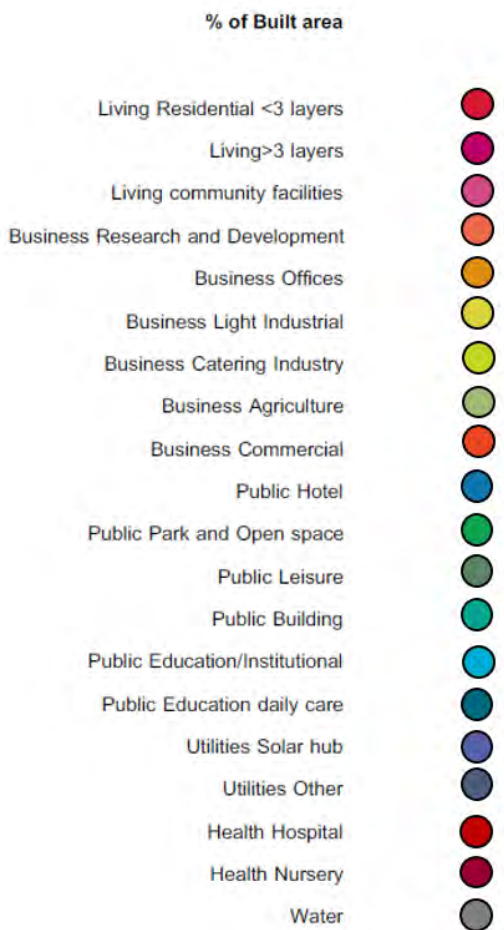 % of Built area
Living Residential <3 layers
Living>3 layers
Living community facilities
Business Research and Development
Business Offices
Business Light Industrial
Business Catering Industry
Business Agriculture
Business Commercial
Public Hotel
Public Park and Open space
Public Leisure
Public Building
Public Education/Institutional
Public Education daily care
Utilities Solar hub
Utilities Other
Health Hospital
Health Nursery
Water